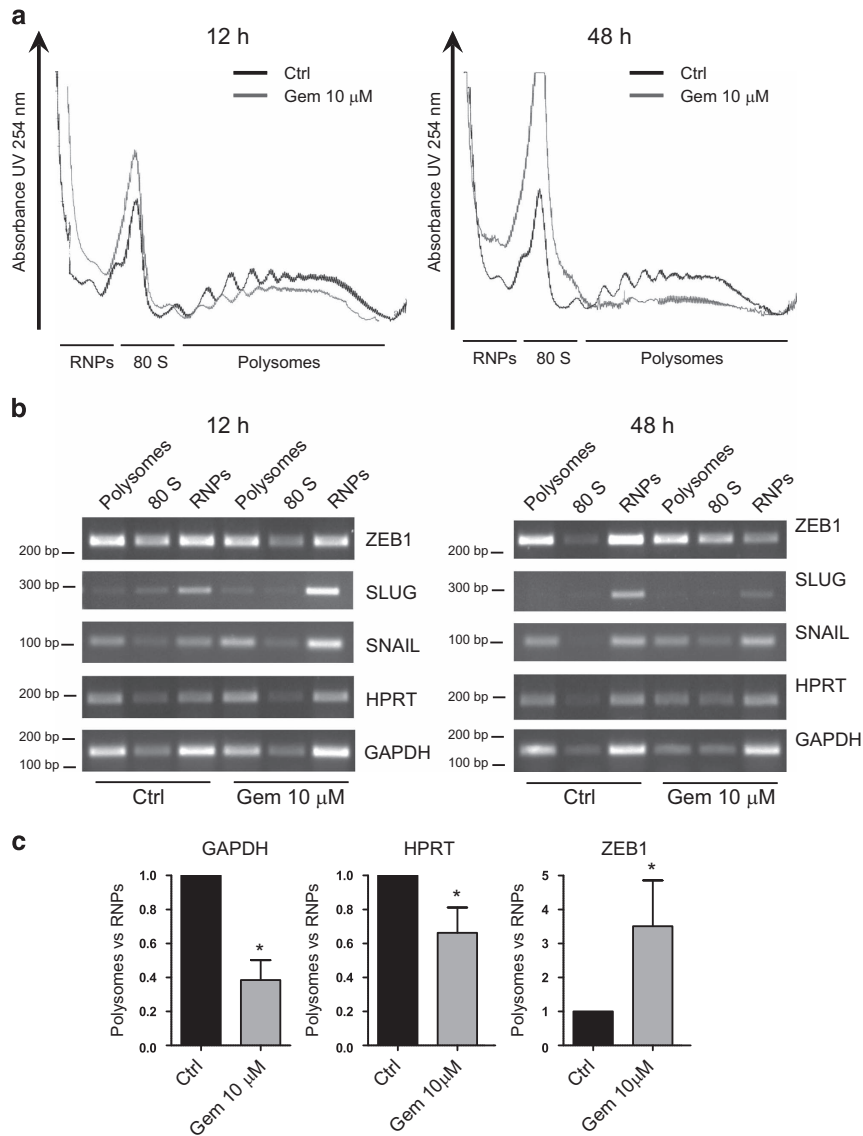 a
12 h
48 h
Absorbance UV 254 nm
Ctrl
Gem 10 μM
RNPs
80 S
Polysomes
Absorbance UV 254 nm
Ctrl
Gem 10 μM
RNPs
80 S
Polysomes
b
12 h
Polysomes
80 S
RNPs
Polysomes
80 S
RNPs
200 bp
ZEB1
300 bp
SLUG
100 bp
SNAIL
200 bp
HPRT
200 bp
100 bp
GAPDH
Ctrl
Gem 10 μM
48 h
Polysomes
80 S
RNPs
Polysomes
80 S
RNPs
200 bp
ZEB1
300 bp
SLUG
100 bp
SNAIL
200 bp
HPRT
200 bp
100 bp
GAPDH
Ctrl
Gem 10 μM
c
GAPDH
Polysomes vs RNPs
1.0
0.8
0.6
0.4
0.2
0.0
*
Ctrl
Gem 10 μM
HPRT
Polysomes vs RNPs
1.0
0.8
0.6
0.4
0.2
0.0
*
Ctrl
Gem 10μM
ZEB1
Polysomes vs RNPs
5
4
3
2
1
0
*
Ctrl
Gem 10μM